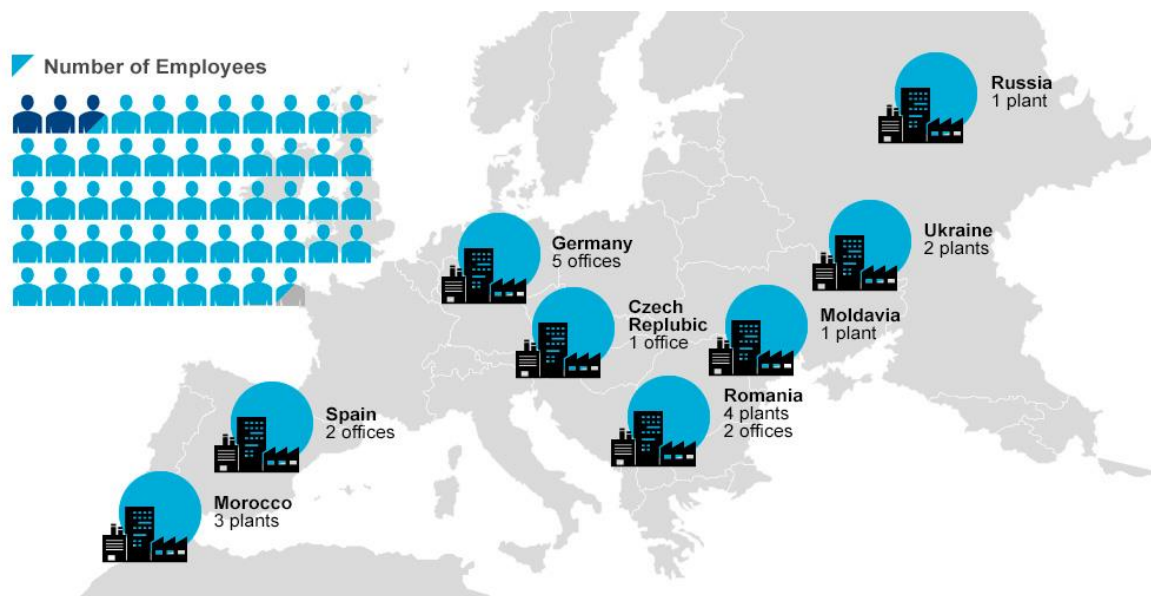 Number of Employees
Russia
1 plant
Ukraine
2 plants
Germany
5 offices
Czech
Replubic
1 office
Moldavia
1 plant
Romania
4 plants
2 offices
Spain
2 offices
Morocco
3 plants